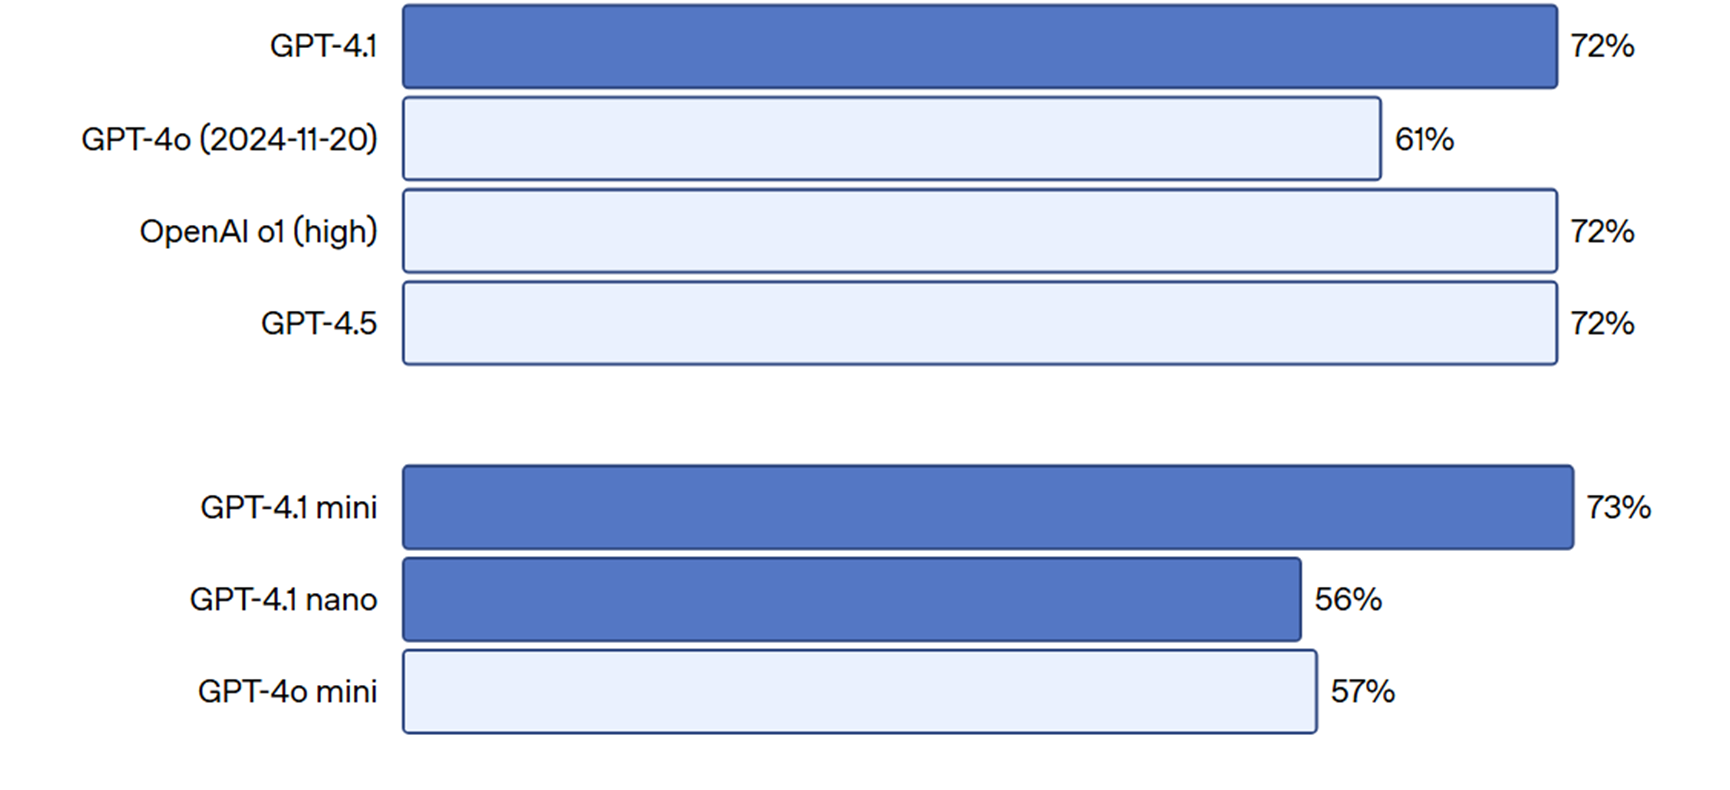 GPT-4.1 72%
GPT-4o (2024-11-20) 61%
OpenAI o1 (high) 72%
GPT-4.5 72%
GPT-4.1 mini 73%
GPT-4.1 nano 56%
GPT-4o mini 57%